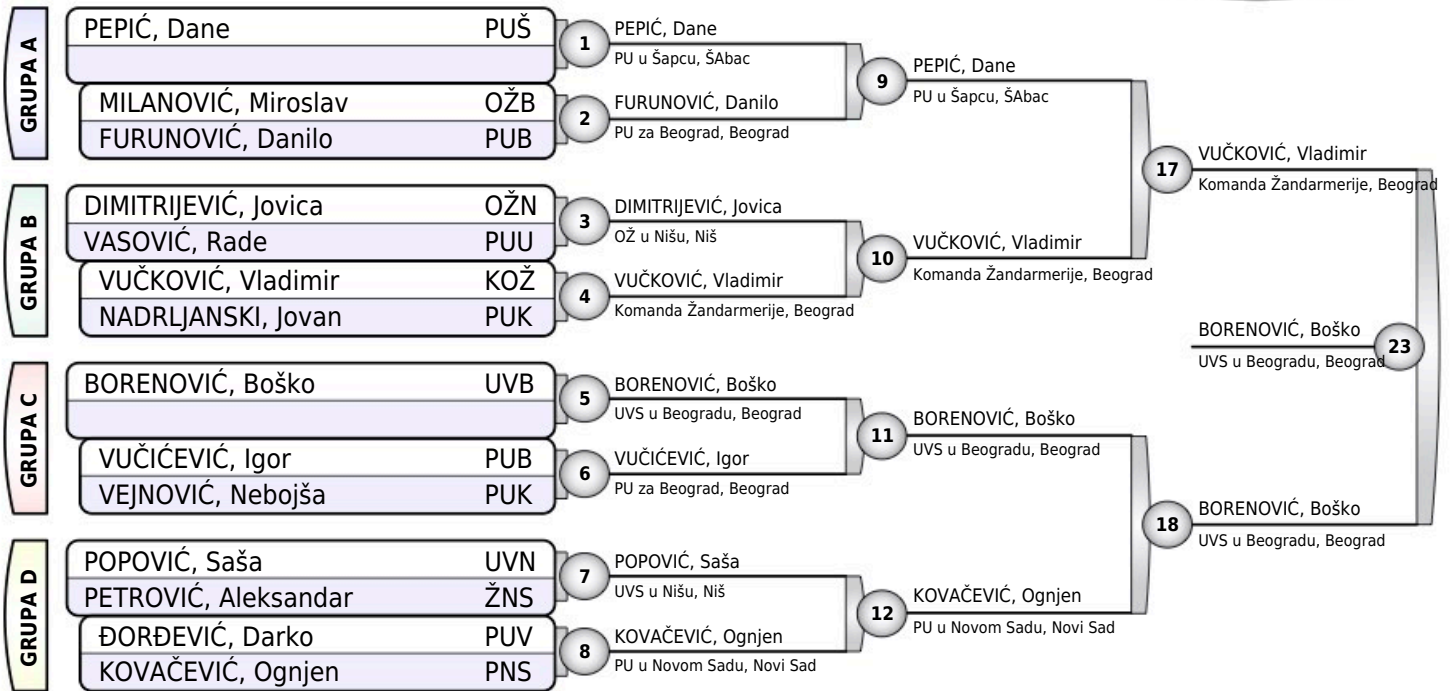 GRUPA A
PEPIĆ, Dane PUŠ
MILANOVIĆ, Miroslav OŽB
FURUNOVIĆ, Danilo PUB
GRUPA B
DIMITRIJEVIĆ, Jovica OŽN
VASOVIĆ, Rade PUU
VUČKOVIĆ, Vladimir KOŽ
NADRLJANSKI, Jovan PUK
GRUPA C
BORENOVIĆ, Boško UVB
VUČIĆEVIĆ, Igor PUB
VEJNOVIĆ, Nebojša PUK
GRUPA D
POPOVIĆ, Saša UVN
PETROVIĆ, Aleksandar ŽNS
ĐORĐEVIĆ, Darko PUV
KOVAČEVIĆ, Ognjen PNS
1
PEPIĆ, Dane
PU u Šapcu, ŠAbac
2
FURUNOVIĆ, Danilo
PU za Beograd, Beograd
3
DIMITRIJEVIĆ, Jovica
OŽ u Nišu, Niš
4
VUČKOVIĆ, Vladimir
Komanda Žandarmerije, Beograd
5
BORENOVIĆ, Boško
UVS u Beogradu, Beograd
6
VUČIĆEVIĆ, Igor
PU za Beograd, Beograd
7
POPOVIĆ, Saša
UVS u Nišu, Niš
8
KOVAČEVIĆ, Ognjen
PU u Novom Sadu, Novi Sad
9
PEPIĆ, Dane
PU u Šapcu, ŠAbac
10
VUČKOVIĆ, Vladimir
Komanda Žandarmerije, Beograd
11
BORENOVIĆ, Boško
UVS u Beogradu, Beograd
12
KOVAČEVIĆ, Ognjen
PU u Novom Sadu, Novi Sad
17
VUČKOVIĆ, Vladimir
Komanda Žandarmerije, Beograd
18
BORENOVIĆ, Boško
UVS u Beogradu, Beograd
BORENOVIĆ, Boško
UVS u Beogradu, Beograd
23